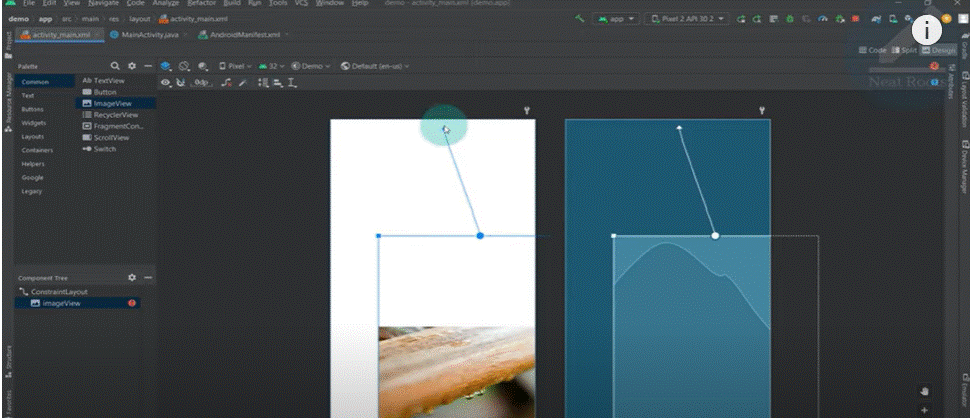 File Edit View Navigate Code Analyze Refactor Build Run Tools VCS Window Help demo - activity_main.xml [demo.app]
demo app src main res layout activity_main.xml app Pixel 2 API 30 2
activity_main.xml MainActivity.java AndroidManifest.xml
Code Split Design
Palette Pixel 32 Demo Default (en-us)
Common Ab TextView 0dp
Text Button
Buttons ImageView
Widgets RecyclerView
Layouts FragmentCon...
Containers ScrollView
Helpers Switch
Google
Legacy
Component Tree
ConstraintLayout
imageView
Project
Resource Manager
Structure
Favorites
Gradle
Layout Validation
Attributes
Device Manager
Emulator
i
Neat Roots